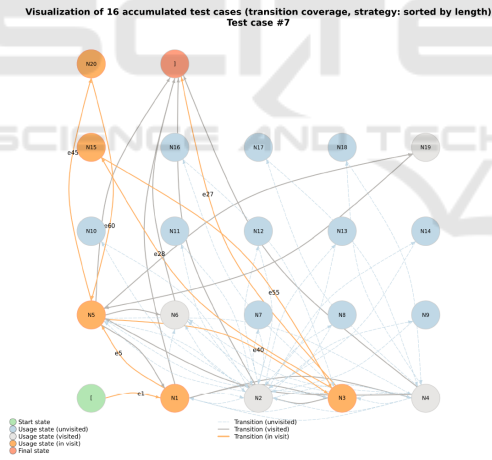 Visualization of 16 accumulated test cases (transition coverage, strategy: sorted by length)
Test case #7
N20
]
N15
N16
N17
N18
N19
e45
e27
N10
e60
N11
N12
N13
N14
e28
e55
N5
N6
N7
N8
N9
e5
e40
[
e1
N1
N2
N3
N4
Start state
Usage state (unvisited)
Usage state (visited)
Usage state (in visit)
Final state
Transition (unvisited)
Transition (visited)
Transition (in visit)